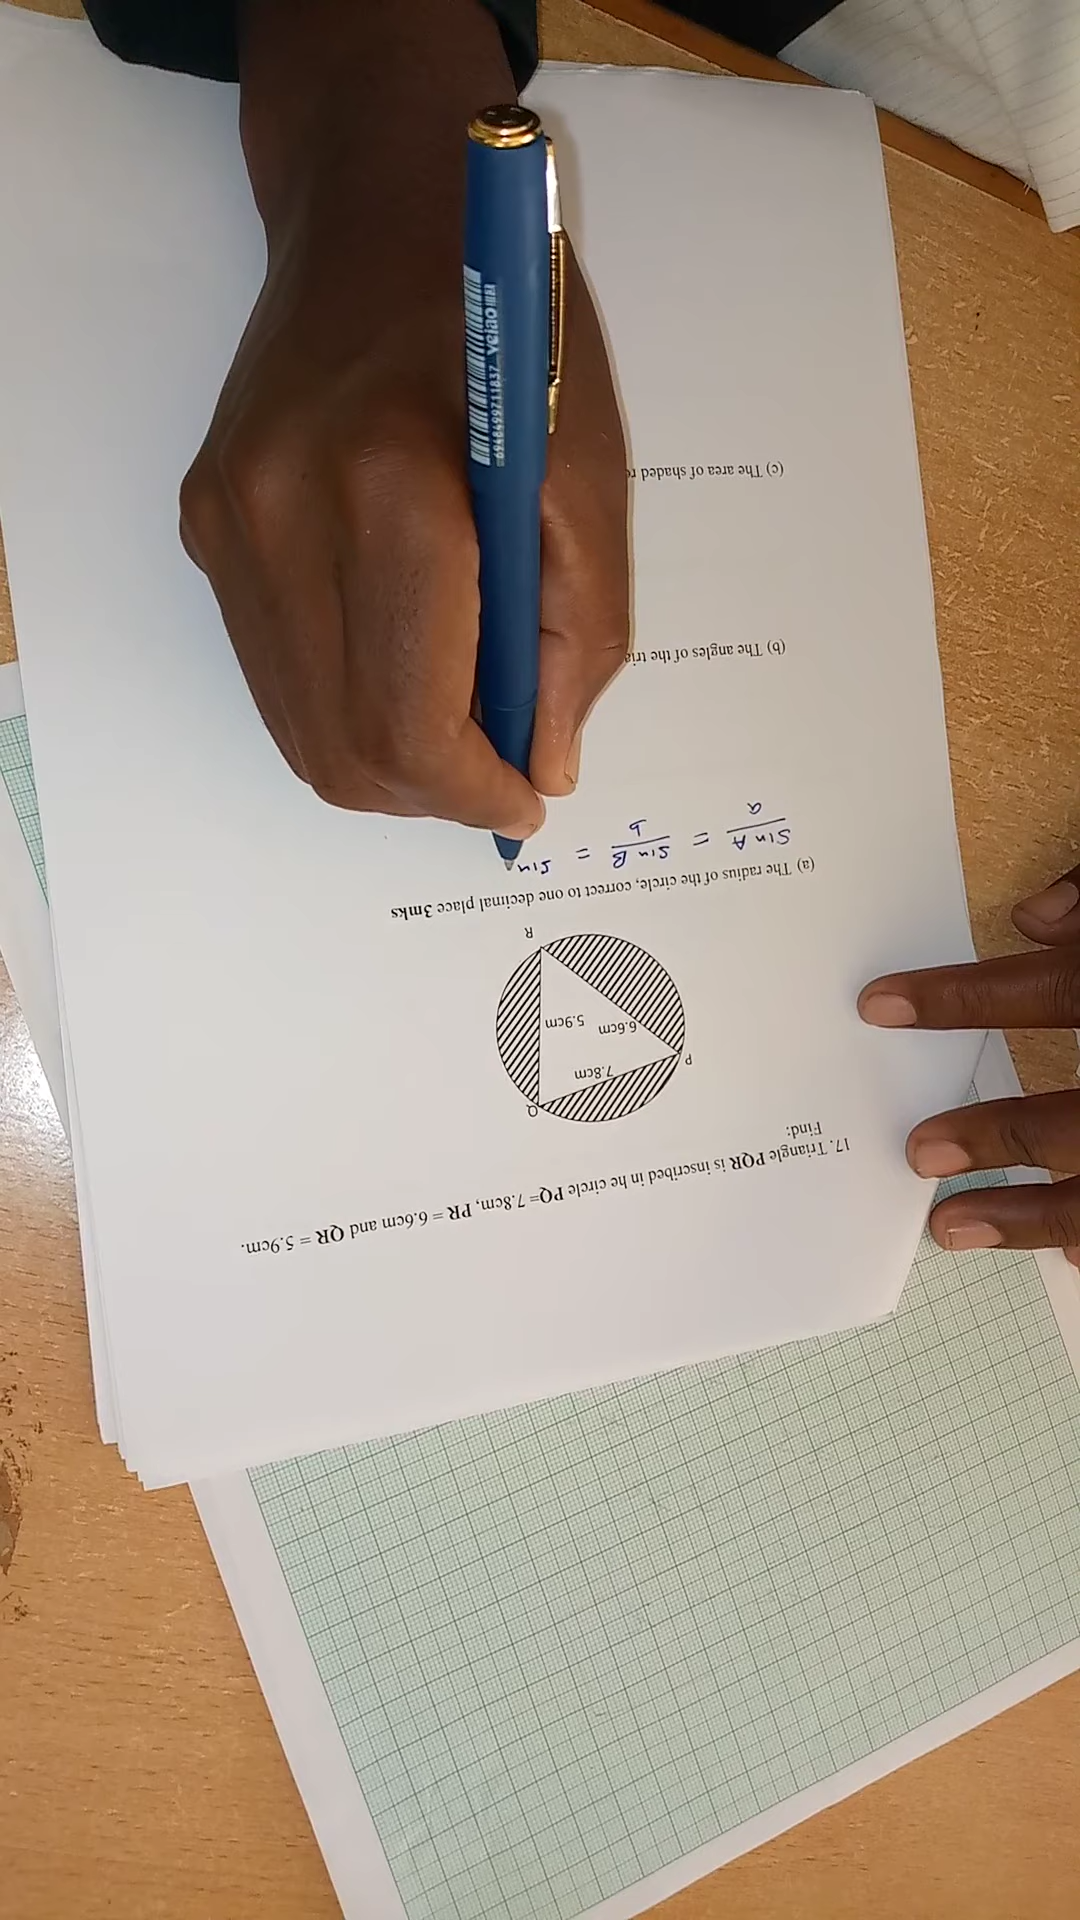 17. Triangle PQR is inscribed in he circle PQ= 7.8cm, PR = 6.6cm and QR = 5.9cm.
Find:
Q
P
7.8cm
6.6cm 5.9cm
R
(a) The radius of the circle, correct to one decimal place 3mks
Sin A / a = Sin B / b = Sin
(b) The angles of the tria
(c) The area of shaded re
6948499711837 Yelao